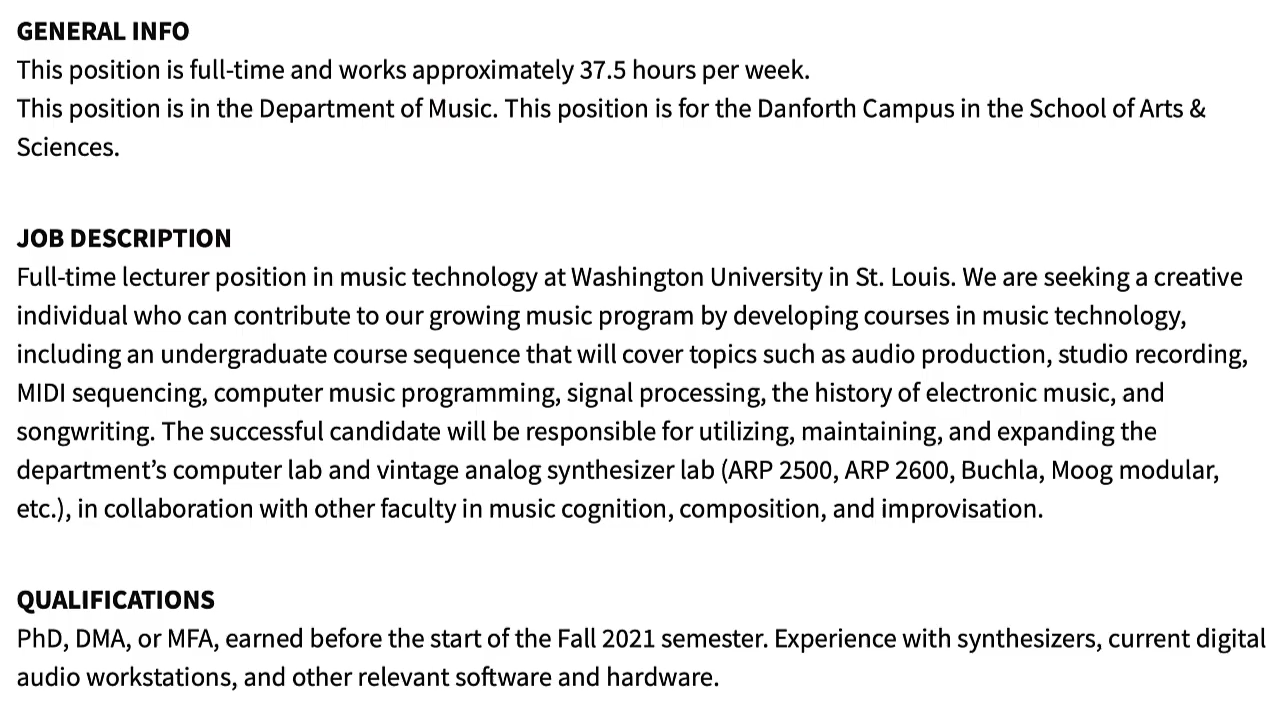 GENERAL INFO
This position is full-time and works approximately 37.5 hours per week.
This position is in the Department of Music. This position is for the Danforth Campus in the School of Arts &
Sciences.
JOB DESCRIPTION
Full-time lecturer position in music technology at Washington University in St. Louis. We are seeking a creative
individual who can contribute to our growing music program by developing courses in music technology,
including an undergraduate course sequence that will cover topics such as audio production, studio recording,
MIDI sequencing, computer music programming, signal processing, the history of electronic music, and
songwriting. The successful candidate will be responsible for utilizing, maintaining, and expanding the
department’s computer lab and vintage analog synthesizer lab (ARP 2500, ARP 2600, Buchla, Moog modular,
etc.), in collaboration with other faculty in music cognition, composition, and improvisation.
QUALIFICATIONS
PhD, DMA, or MFA, earned before the start of the Fall 2021 semester. Experience with synthesizers, current digital
audio workstations, and other relevant software and hardware.